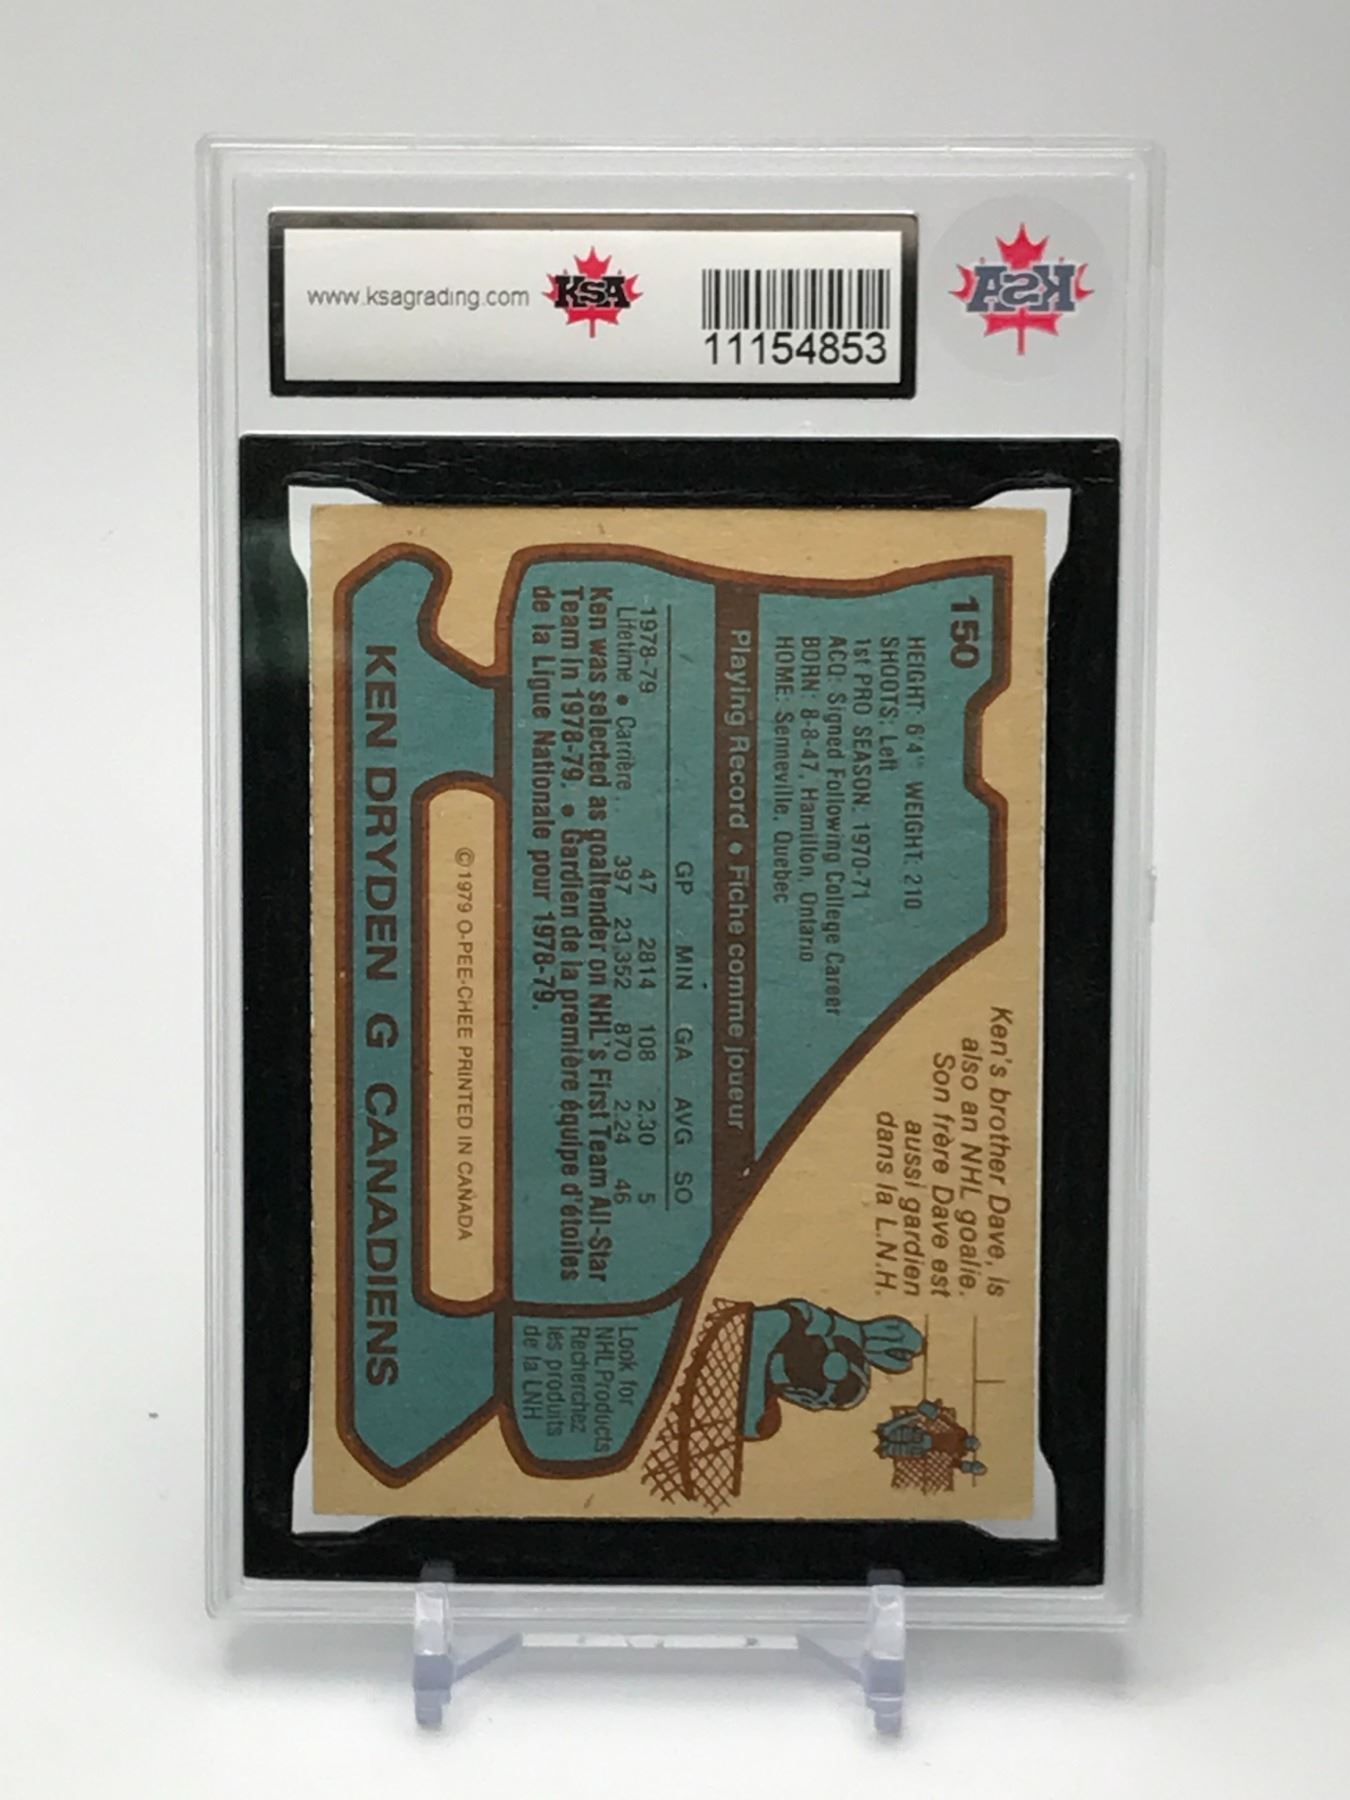 www.ksagrading.com
KSA
11154853
KSA
150
HEIGHT: 6'4" WEIGHT: 210
SHOOTS: Left
1st PRO SEASON: 1970-71
ACQ: Signed Following College Career
BORN: 8-8-47, Hamilton, Ontario
HOME: Senneville, Quebec
Playing Record • Fiche comme joueur
GP MIN GA AVG SO
1978-79 47 2814 108 2.30 5
Lifetime • Carrière.. 397 23,352 870 2.24 46
Ken was selected as goaltender on NHL's First Team All-Star
Team in 1978-79. • Gardien de la première équipe d'étoiles
de la Ligue Nationale pour 1978-79.
Ken's brother Dave, is
also an NHL goalie.
Son frère Dave est
aussi gardien
dans la L.N.H.
Look for
NHL Products
Recherchez
les produits
de la LNH
©1979 O-PEE-CHEE PRINTED IN CANADA
KEN DRYDEN G CANADIENS